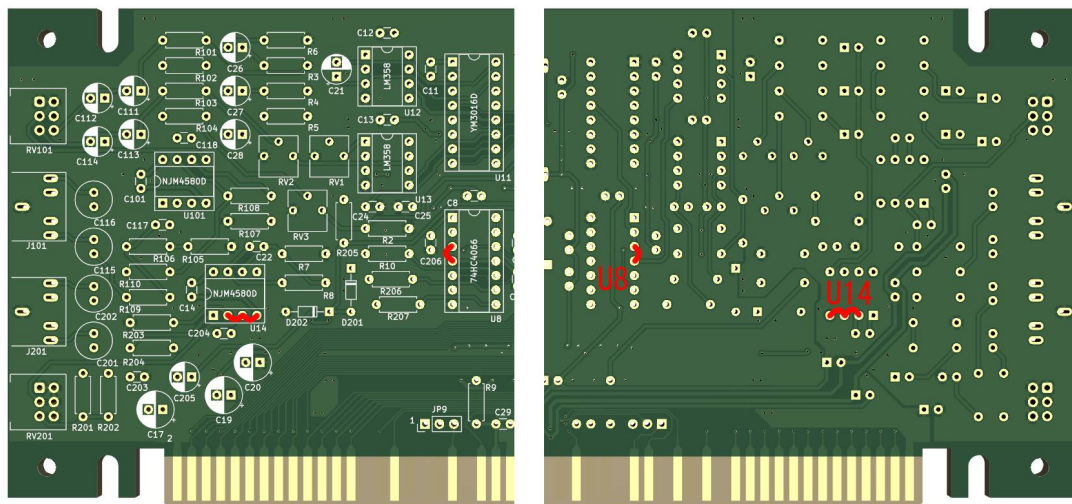 C12
R101
C26
R6
R102
R3
C21
LM358
C11
YM3016D
U12
C112
C111
R103
C27
R4
RV101
R104
R5
C13
C114
C113
C118
C28
LM358
U11
NJM4580D
RV2
RV1
C101
U101
R108
U13
C8
C116
C24
C25
J101
C117
R107
RV3
R2
74HC4066
R106
R105
C22
R205
C206
U8
C115
R7
R10
R110
C14
NJM4580D
R8
R206
U14
R109
C202
R207
U8
U14
D202
D201
R203
C204
J201
R204
C201
C203
C20
C205
R9
JP9
C29
1
C19
RV201
R201
R202
C17
2